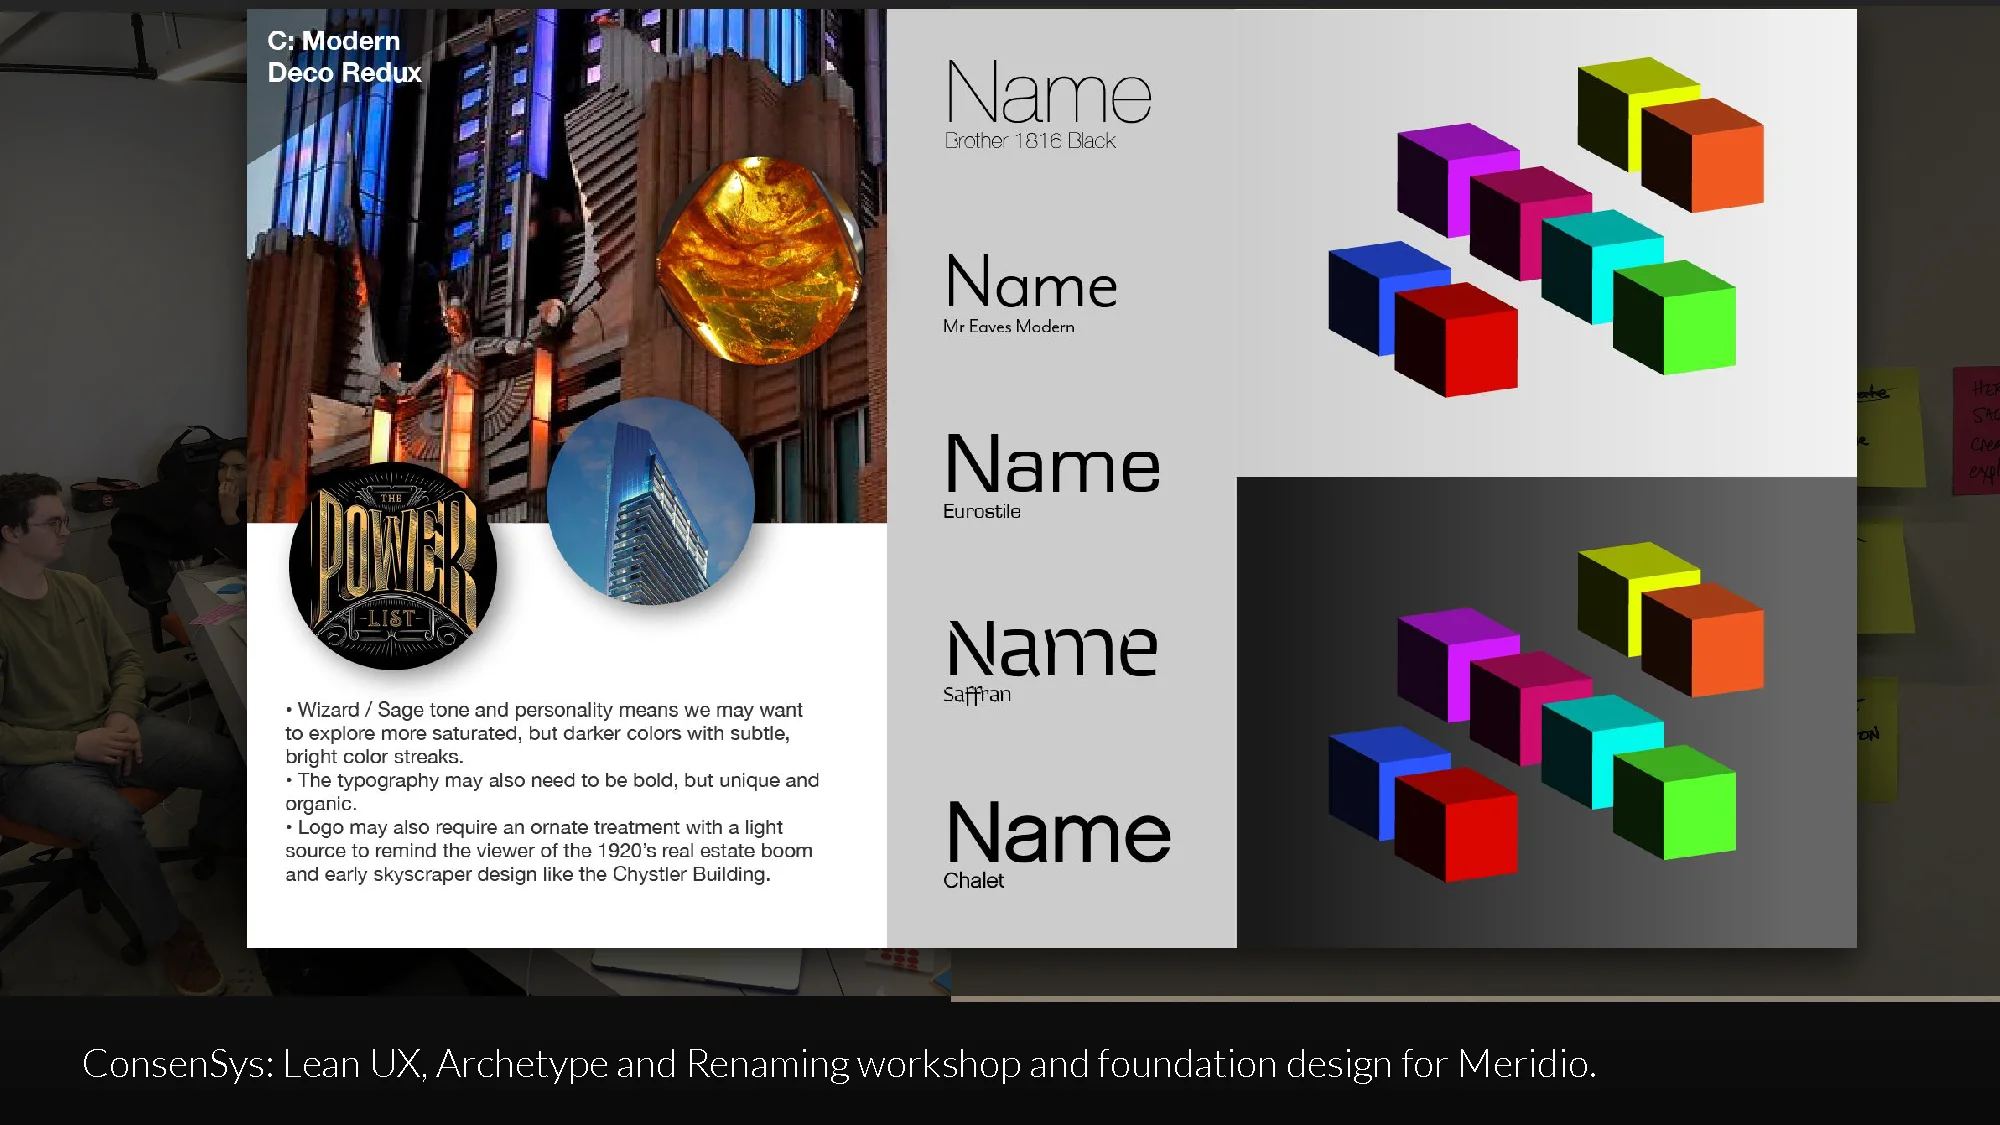 C: Modern
Deco Redux
THE
POWER
LIST
• Wizard / Sage tone and personality means we may want
to explore more saturated, but darker colors with subtle,
bright color streaks.
• The typography may also need to be bold, but unique and
organic.
• Logo may also require an ornate treatment with a light
source to remind the viewer of the 1920's real estate boom
and early skyscraper design like the Chystler Building.
Name
Brother 1816 Black
Name
Mr Eaves Modern
Name
Eurostile
Name
Saffran
Name
Chalet
ConsenSys: Lean UX, Archetype and Renaming workshop and foundation design for Meridio.